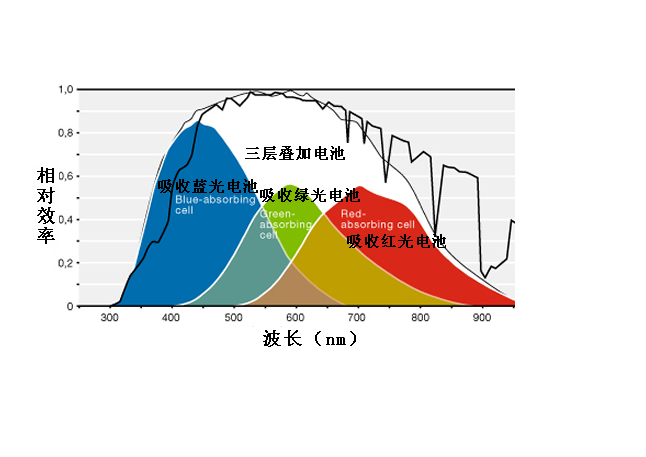 1,0
0,8
0,6
0,4
0,2
0
相对效率
三层叠加电池
吸收蓝光电池
Blue-absorbing
cell
吸收绿光电池
Green-
absorbing
cell
Red-
absorbing cell
吸收红光电池
300 400 500 600 700 800 900
波长（nm）